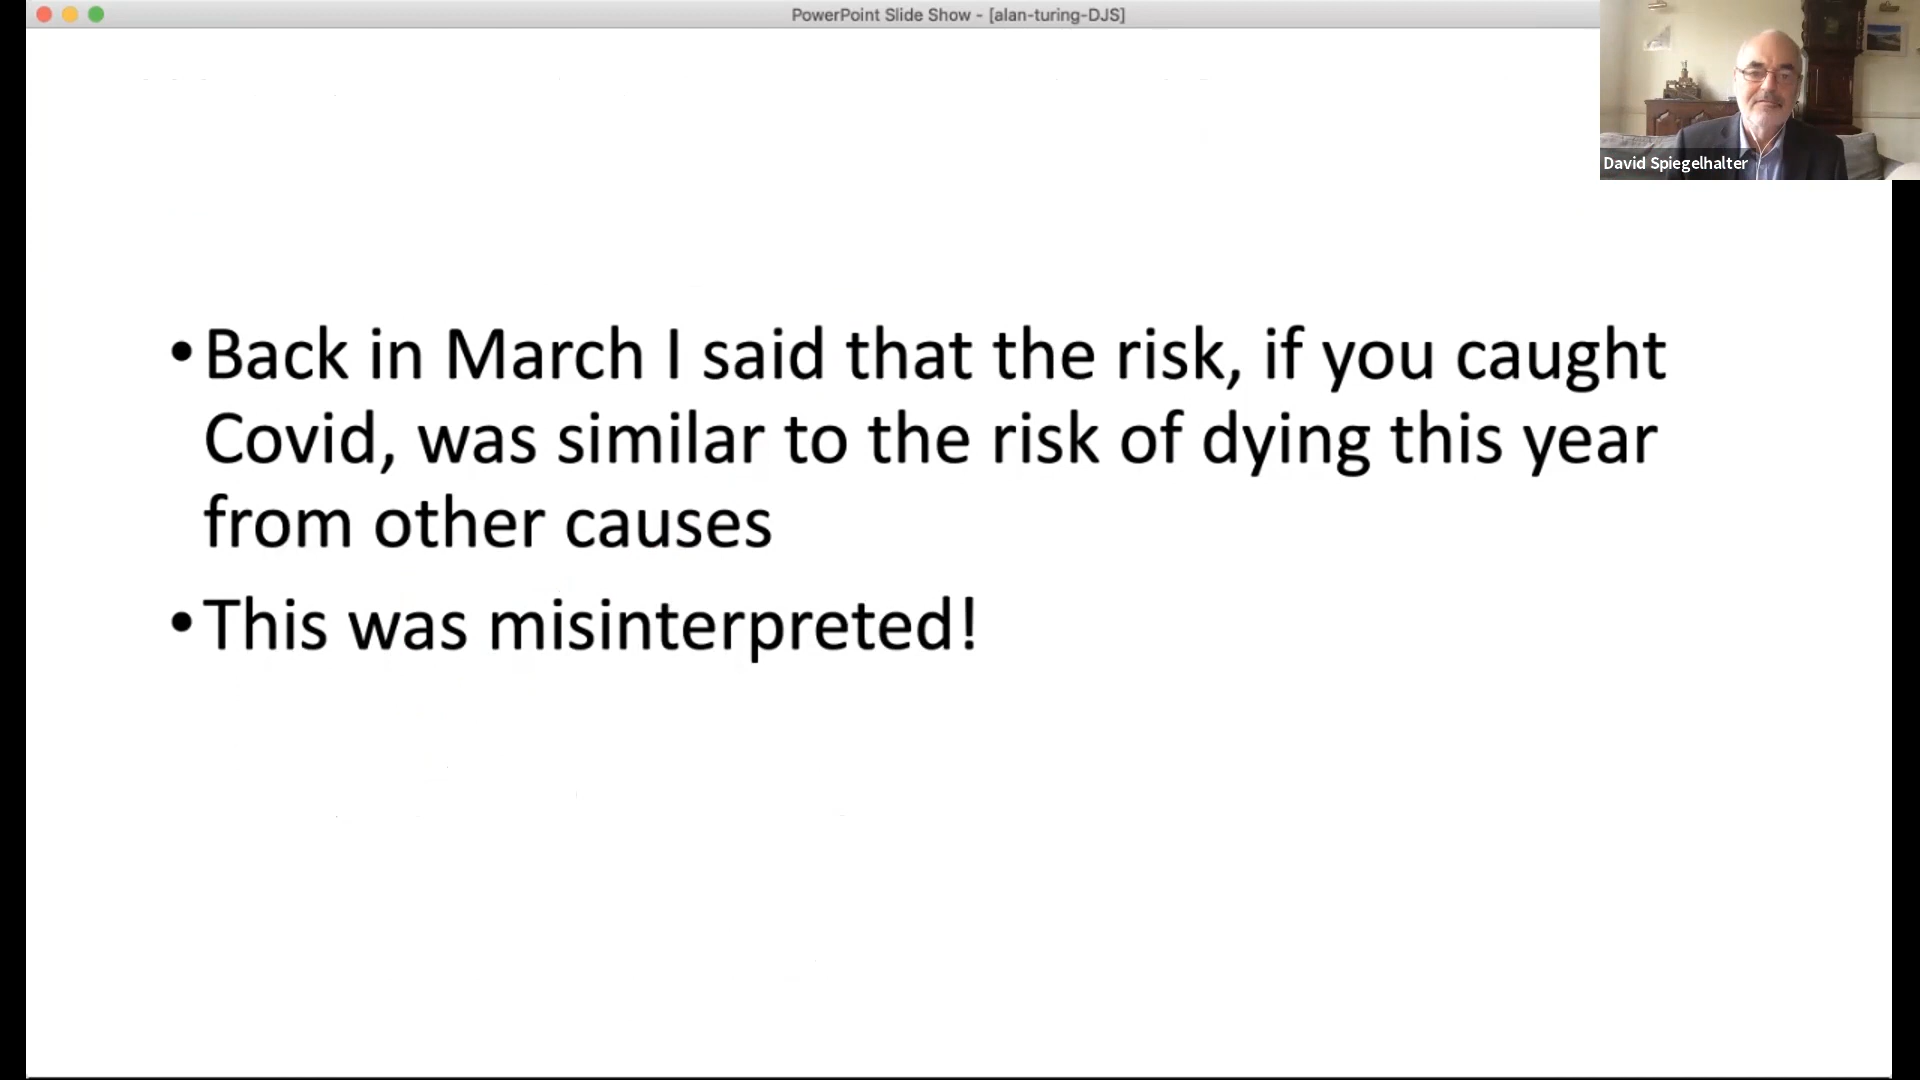 PowerPoint Slide Show - [alan-turing-DJS]
David Spiegelhalter
•Back in March I said that the risk, if you caught
Covid, was similar to the risk of dying this year
from other causes
•This was misinterpreted!